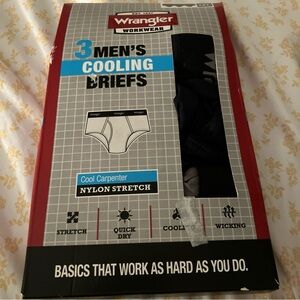 Wrangler
WORKWEAR
3 MEN'S
COOLING
BRIEFS
Cool Carpenter
NYLON STRETCH
STRETCH
QUICK
DRY
WICKING
BASICS THAT WORK AS HARD AS YOU DO.